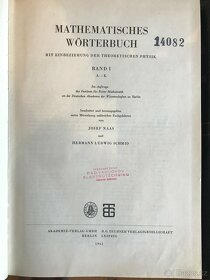 MATHEMATISCHES
WÖRTERBUCH
14082
MIT EINBEZIEHUNG DER THEORETISCHEN PHYSIK
BAND I
A–K
Im Auftrage
des Instituts für Reine Mathematik
an der Deutschen Akademie der Wissenschaften zu Berlin
bearbeitet und herausgegeben
unter Mitwirkung zahlreicher Fachgelehrter
von
JOSEF NAAS
und
HERMANN LUDWIG SCHMID
AKADEMIE-VERLAG GMBH
BERLIN
B. G. TEUBNER VERLAGSGESELLSCHAFT
LEIPZIG
1961